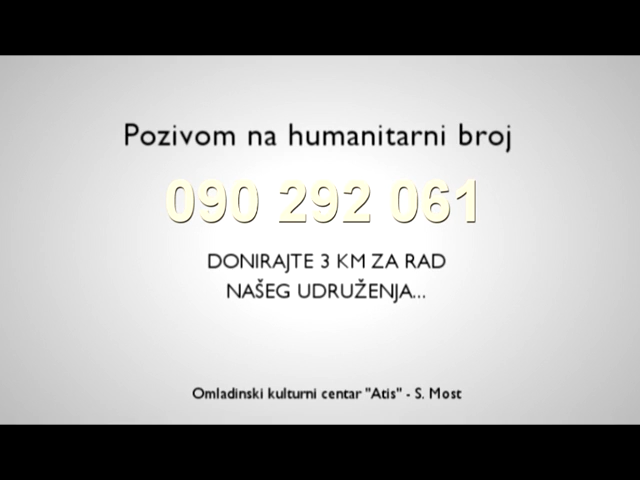 Pozivom na humanitarni broj
090 292 061
DONIRAJTE 3 KM ZA RAD
NAŠEG UDRUŽENJA...
Omladinski kulturni centar "Atis" - S. Most